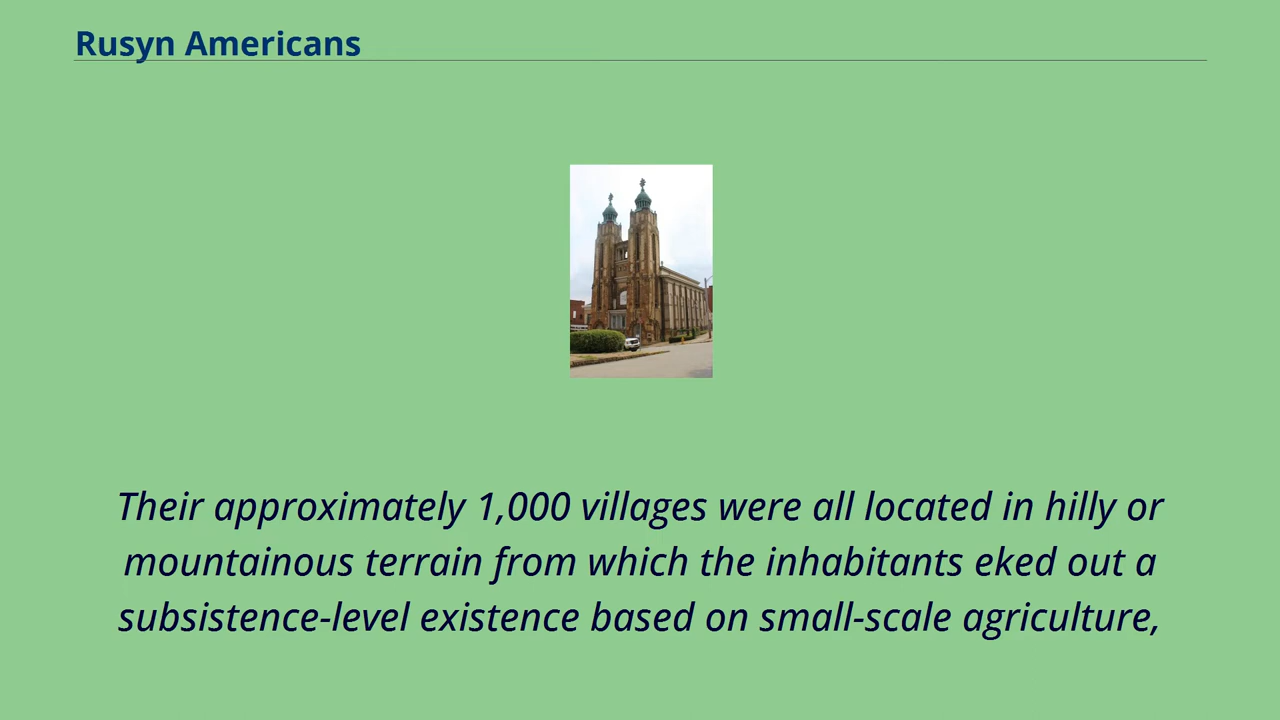 Rusyn Americans
Their approximately 1,000 villages were all located in hilly or
mountainous terrain from which the inhabitants eked out a
subsistence-level existence based on small-scale agriculture,